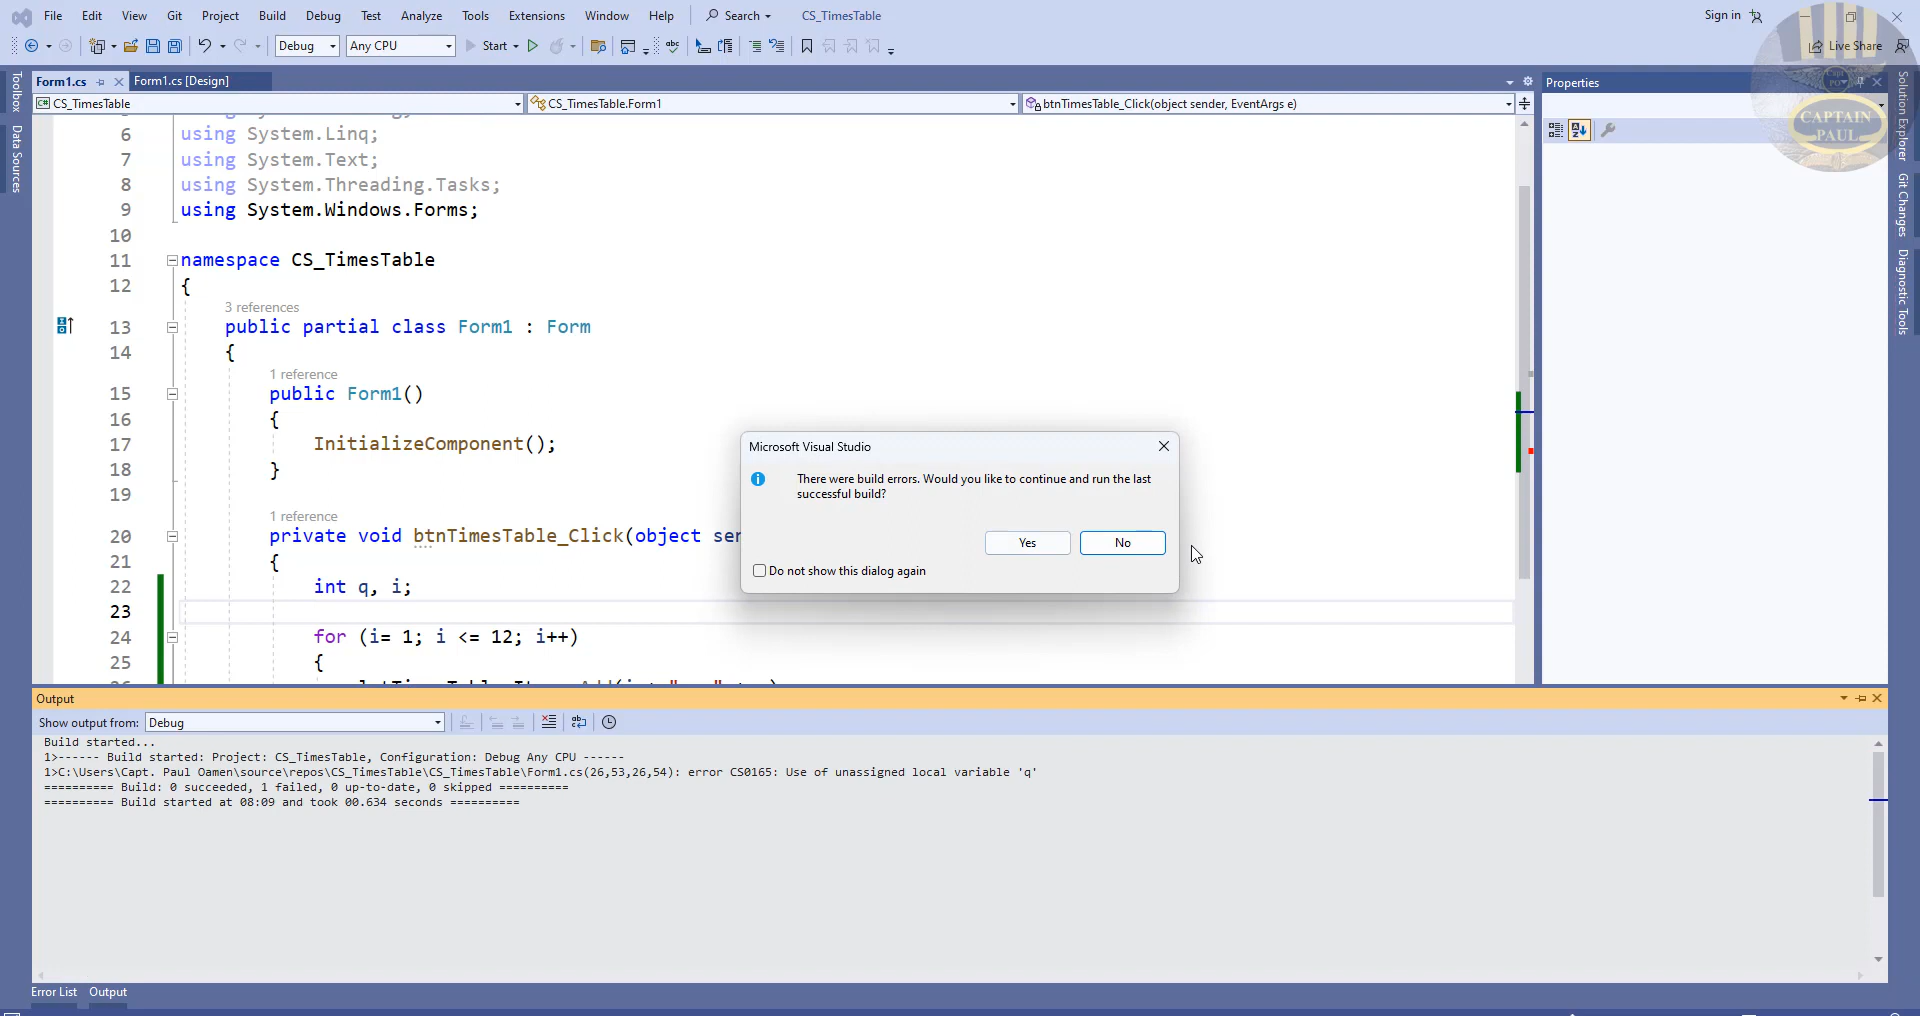 File Edit View Git Project Build Debug Test Analyze Tools Extensions Window Help Search CS_TimesTable Sign in
Debug Any CPU Start Live Share
Toolbox
Data Sources
Form1.cs Form1.cs [Design]
CS_TimesTable CS_TimesTable.Form1 btnTimesTable_Click(object sender, EventArgs e)
6 using System.Linq;
7 using System.Text;
8 using System.Threading.Tasks;
9 using System.Windows.Forms;
10
11 namespace CS_TimesTable
12 {
3 references
13 public partial class Form1 : Form
14 {
1 reference
15 public Form1()
16 {
17 InitializeComponent();
18 }
19
1 reference
20 private void btnTimesTable_Click(object ser
21 {
22 int q, i;
23
24 for (i= 1; i <= 12; i++)
25 {
Microsoft Visual Studio
There were build errors. Would you like to continue and run the last
successful build?
Yes No
Do not show this dialog again
Properties
CAPTAIN
PAUL
Solution Explorer
Git Changes
Diagnostic Tools
Output
Show output from: Debug
Build started...
1>------ Build started: Project: CS_TimesTable, Configuration: Debug Any CPU ------
1>C:\Users\Capt. Paul Oamen\source\repos\CS_TimesTable\CS_TimesTable\Form1.cs(26,53,26,54): error CS0165: Use of unassigned local variable 'q'
========== Build: 0 succeeded, 1 failed, 0 up-to-date, 0 skipped ==========
========== Build started at 08:09 and took 00.634 seconds ==========
Error List Output